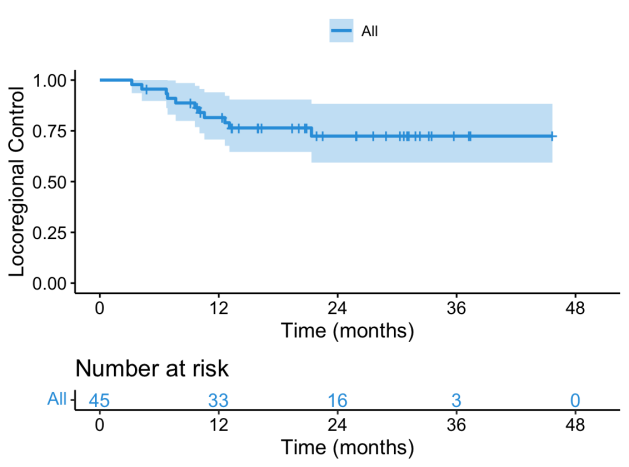 All
Locoregional Control
1.00
0.75
0.50
0.25
0.00
0 12 24 36 48
Time (months)
Number at risk
All 45 33 16 3 0
0 12 24 36 48
Time (months)